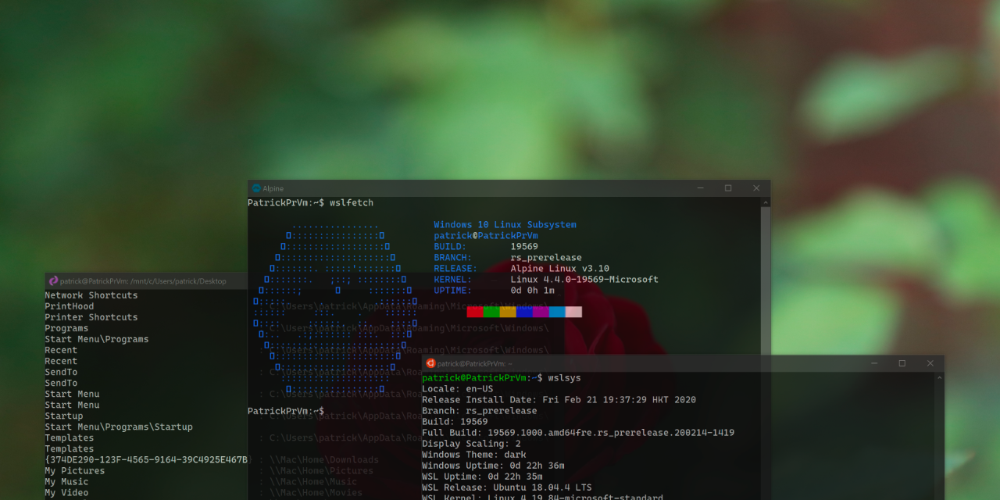 Alpine
PatrickPrVm:~$ wslfetch
Windows 10 Linux Subsystem
patrick@PatrickPrVm
BUILD: 19569
BRANCH: rs_prerelease
RELEASE: Alpine Linux v3.10
KERNEL: Linux 4.4.0-19569-Microsoft
UPTIME: 0d 0h 1m
PatrickPrVm:~$
patrick@PatrickPrVm: /mnt/c/Users/patrick/Desktop
Network Shortcuts
PrintHood
Printer Shortcuts
Programs
Start Menu\Programs
Recent
Recent
SendTo
SendTo
Start Menu
Start Menu
Startup
Start Menu\Programs\Startup
Templates
Templates
{374DE290-123F-4565-9164-39C4925E467B}
My Pictures
My Music
My Video
: C:\Users\patrick\AppData\Roaming\Microsoft\Windows\
: C:\Users\patrick\AppData\Roaming\Microsoft\Windows\
: C:\Users\patrick\AppData\Roaming\Microsoft\Windows\
: C:\Users\patrick\AppData\
: C:\Users\patrick\AppData\
: C:\Users\patrick\AppData\
: C:\Users\patrick\AppData\
: \\Mac\Home\Downloads
: \\Mac\Home\Pictures
: \\Mac\Home\Music
: \\Mac\Home\Movies
patrick@PatrickPrVm: ~
patrick@PatrickPrVm:~$ wslsys
Locale: en-US
Release Install Date: Fri Feb 21 19:37:29 HKT 2020
Branch: rs_prerelease
Build: 19569
Full Build: 19569.1000.amd64fre.rs_prerelease.200214-1419
Display Scaling: 2
Windows Theme: dark
Windows Uptime: 0d 22h 36m
WSL Uptime: 0d 22h 35m
WSL Release: Ubuntu 18.04.4 LTS
WSL Kernel: Linux 4.19.84-microsoft-standard